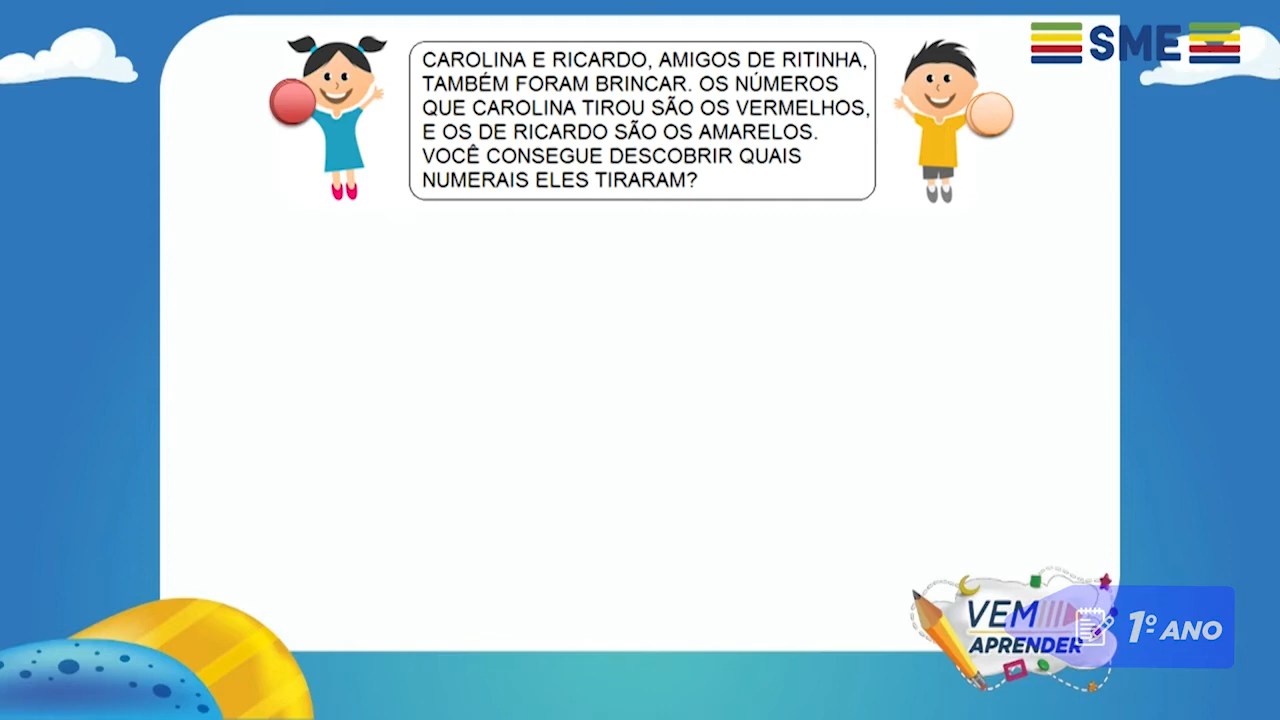 SME
CAROLINA E RICARDO, AMIGOS DE RITINHA,
TAMBÉM FORAM BRINCAR. OS NÚMEROS
QUE CAROLINA TIROU SÃO OS VERMELHOS,
E OS DE RICARDO SÃO OS AMARELOS.
VOCÊ CONSEGUE DESCOBRIR QUAIS
NUMERAIS ELES TIRARAM?
VEM
APRENDER
1º ANO